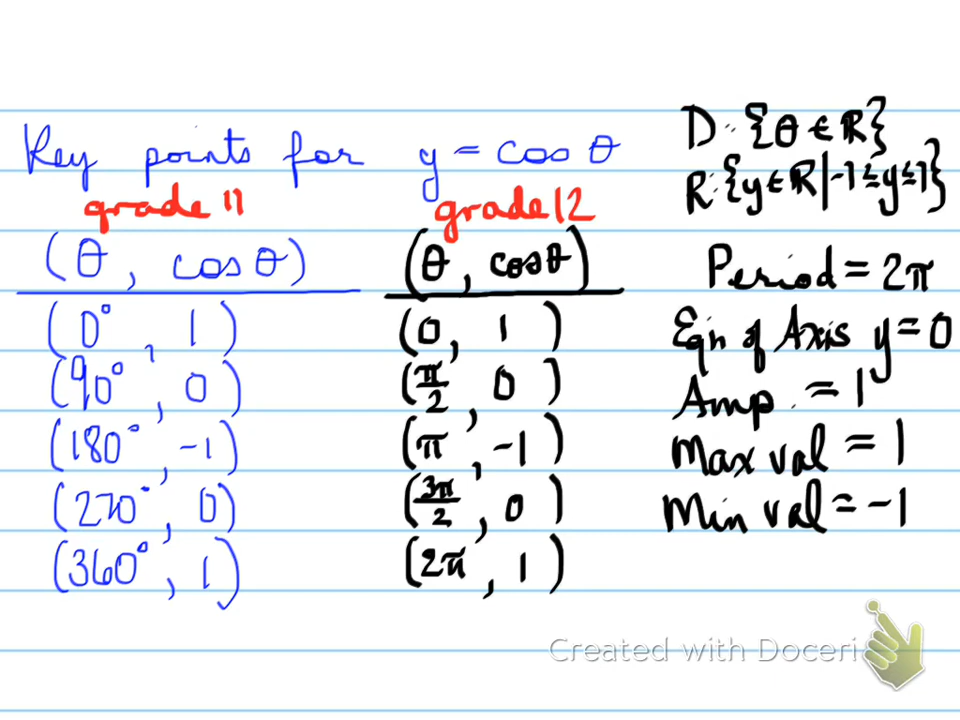 Key points for y = cos θ
grade 11
(θ, cos θ)
(0°, 1)
(90°, 0)
(180°, -1)
(270°, 0)
(360°, 1)
grade 12
(θ, cos θ)
(0, 1)
(π/2, 0)
(π, -1)
(3π/2, 0)
(2π, 1)
D: {θ ∈ R}
R: {y ∈ R | -1 ≤ y ≤ 1}
Period = 2π
Eqn of Axis y = 0
Amp. = 1
Max val = 1
Min val = -1
Created with Doceri